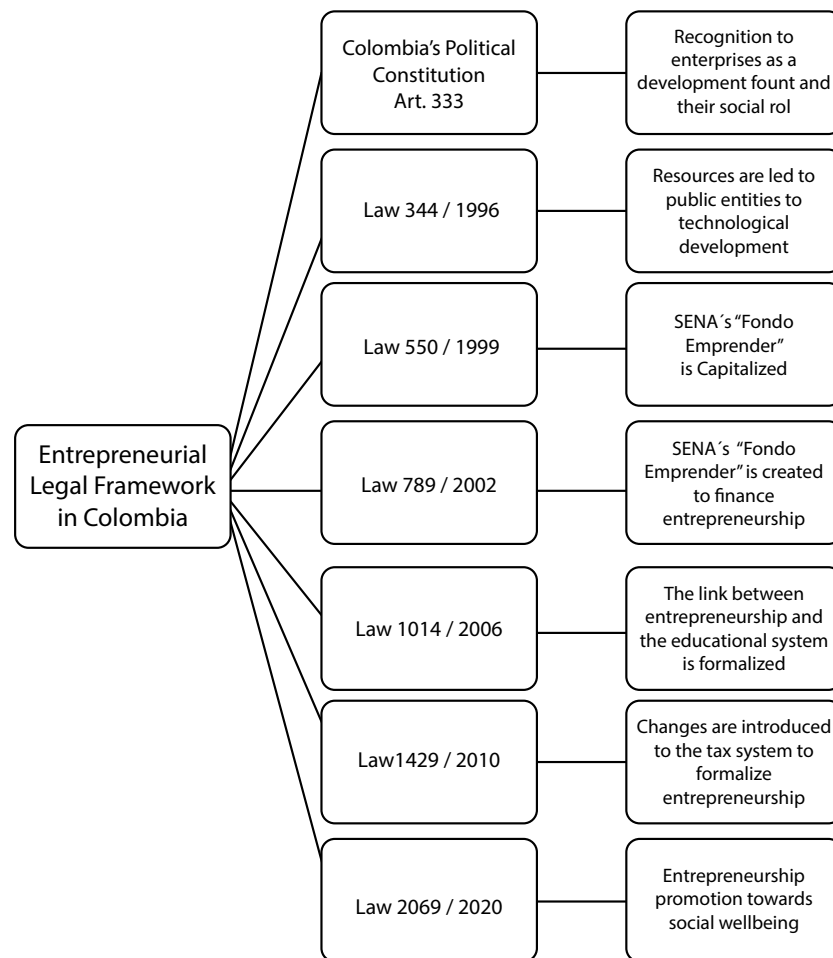 Colombia's Political
Constitution
Art. 333
Recognition to
enterprises as a
development fount and
their social rol
Law 344 / 1996
Resources are led to
public entities to
technological
development
Law 550 / 1999
SENA´s “Fondo
Emprender”
is Capitalized
Entrepreneurial
Legal Framework
in Colombia
Law 789 / 2002
SENA´s “Fondo
Emprender” is created
to finance
entrepreneurship
Law 1014 / 2006
The link between
entrepreneurship and
the educational system
is formalized
Law1429 / 2010
Changes are introduced
to the tax system to
formalize
entrepreneurship
Law 2069 / 2020
Entrepreneurship
promotion towards
social wellbeing